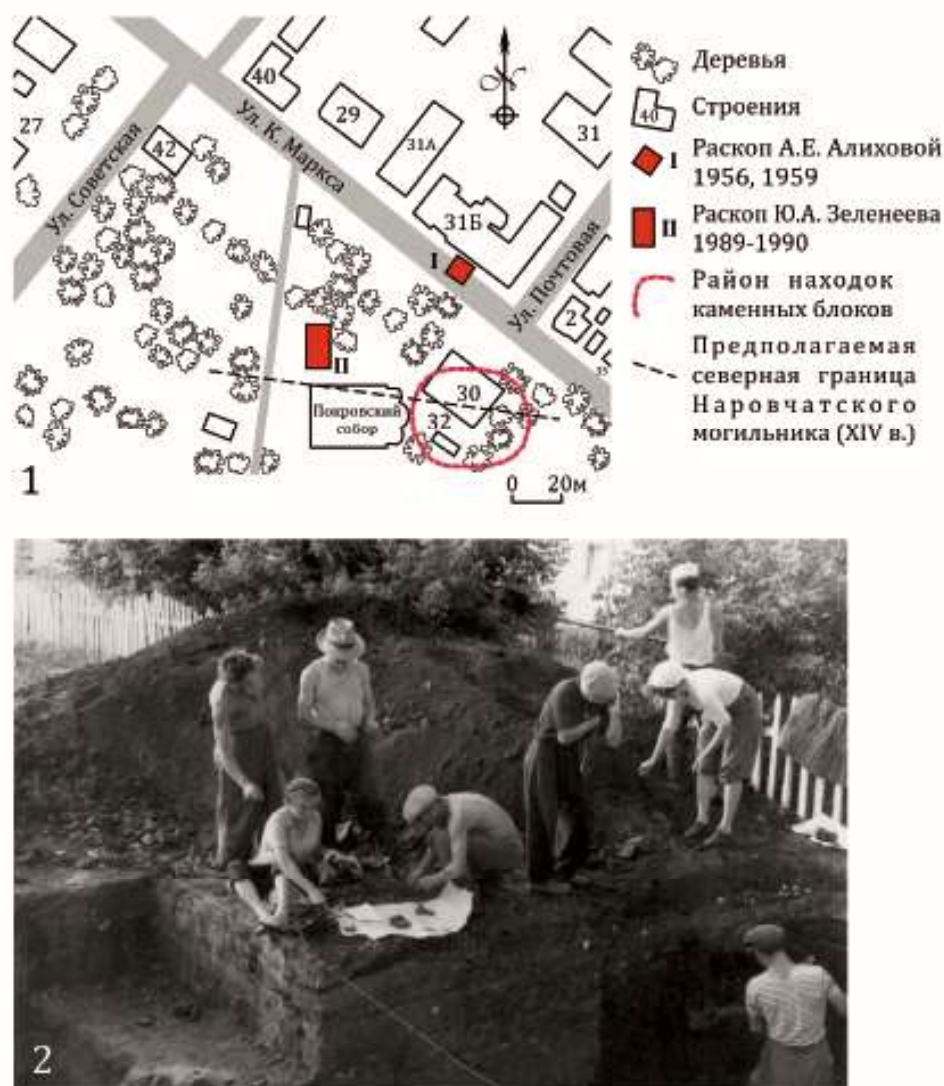 40
29
31А
31
27
42
Ул. Советская
Ул. К. Маркса
31Б
Ул. Почтовая
I
2
II
30
32
Покровский
собор
1
0 20м
Деревья
40 Строения
I Раскоп А.Е. Алиховой
1956, 1959
II Раскоп Ю.А. Зеленеева
1989-1990
Район находок
каменных блоков
Предполагаемая
северная граница
Наровчатского
могильника (XIV в.)
2